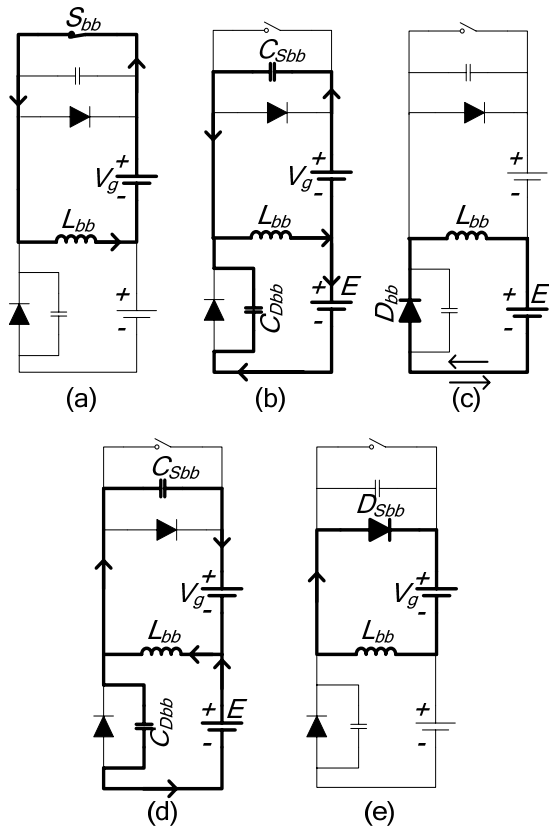 S_bb
+
V_g
-
L_bb
+
-
(a)
C_Sbb
+
V_g
-
L_bb
C_Dbb
+
E
-
(b)
L_bb
D_bb
+
E
-
(c)
C_Sbb
+
V_g
-
L_bb
C_Dbb
+
E
-
(d)
D_Sbb
+
V_g
-
L_bb
+
-
(e)